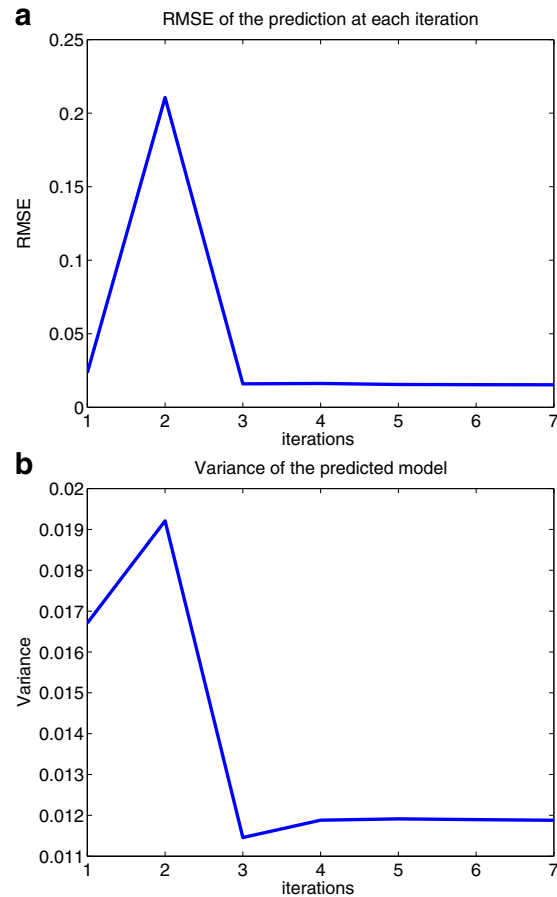 a
RMSE of the prediction at each iteration
0.25
0.2
0.15
0.1
0.05
0
RMSE
1 2 3 4 5 6 7
iterations
b
Variance of the predicted model
0.02
0.019
0.018
0.017
0.016
0.015
0.014
0.013
0.012
0.011
Variance
1 2 3 4 5 6 7
iterations